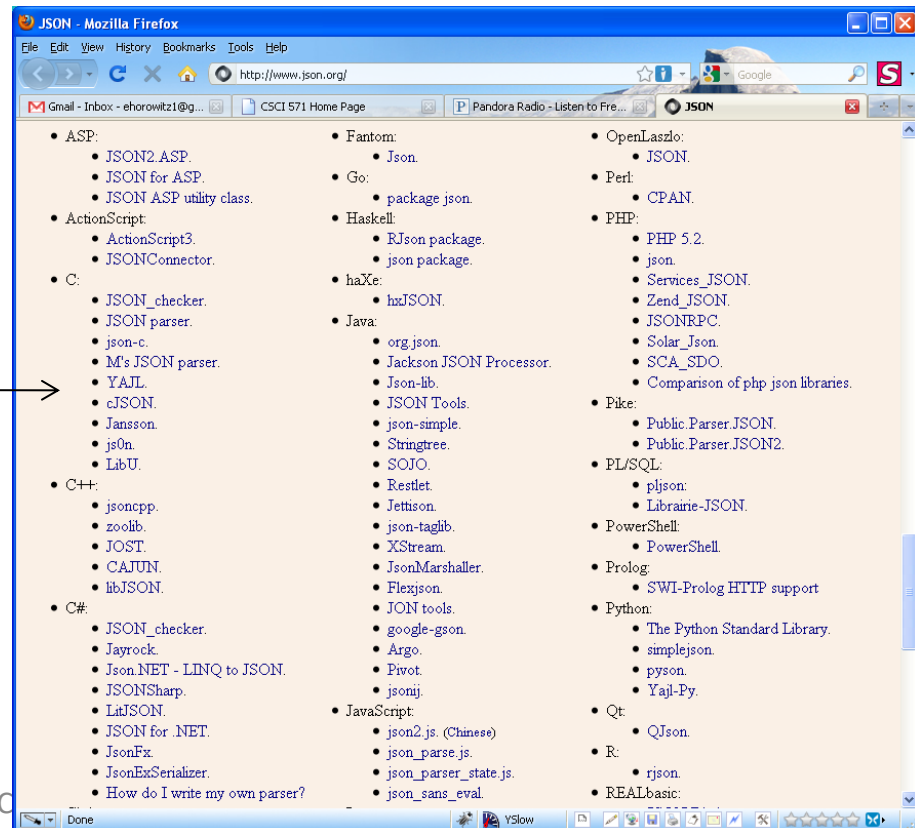 JSON - Mozilla Firefox
File Edit View History Bookmarks Tools Help
http://www.json.org/
Google
S
Gmail - Inbox - ehorowitz1@g...
CSCI 571 Home Page
Pandora Radio - Listen to Fre...
JSON
ASP:
JSON2.ASP.
JSON for ASP.
JSON ASP utility class.
ActionScript:
ActionScript3.
JSONConnector.
C:
JSON_checker.
JSON parser.
json-c.
M's JSON parser.
YAJL.
cJSON.
Jansson.
js0n.
LibU.
C++:
jsoncpp.
zoolib.
JOST.
CAJUN.
libJSON.
C#:
JSON_checker.
Jayrock.
Json.NET - LINQ to JSON.
JSONSharp.
LitJSON.
JSON for .NET.
JsonFx.
JsonExSerializer.
How do I write my own parser?
Fantom:
Json.
Go:
package json.
Haskell:
RJson package.
json package.
haXe:
hxJSON.
Java:
org.json.
Jackson JSON Processor.
Json-lib.
JSON Tools.
json-simple.
Stringtree.
SOJO.
Restlet.
Jettison.
json-taglib.
XStream.
JsonMarshaller.
Flexjson.
JON tools.
google-gson.
Argo.
Pivot.
jsonij.
JavaScript:
json2.js. (Chinese)
json_parse.js.
json_parser_state.js.
json_sans_eval.
OpenLaszlo:
JSON.
Perl:
CPAN.
PHP:
PHP 5.2.
json.
Services_JSON.
Zend_JSON.
JSONRPC.
Solar_Json.
SCA_SDO.
Comparison of php json libraries.
Pike:
Public.Parser.JSON.
Public.Parser.JSON2.
PL/SQL:
pljson:
Librairie-JSON.
PowerShell:
PowerShell.
Prolog:
SWI-Prolog HTTP support
Python:
The Python Standard Library.
simplejson.
pyson.
Yajl-Py.
Qt:
QJson.
R:
rjson.
REALbasic:
Done
YSlow